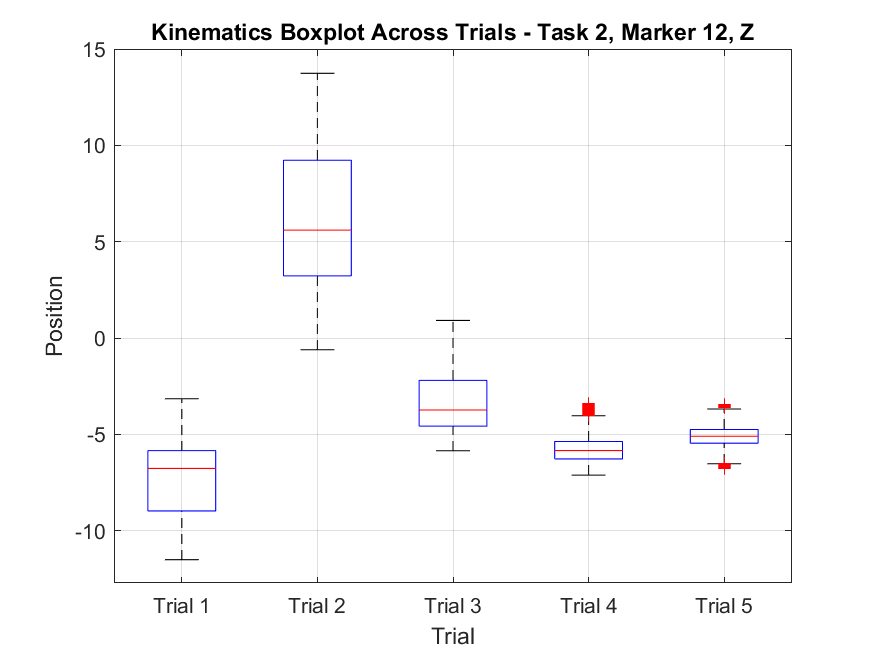 Kinematics Boxplot Across Trials - Task 2, Marker 12, Z
15
10
5
0
-5
-10
Position
Trial 1 Trial 2 Trial 3 Trial 4 Trial 5
Trial